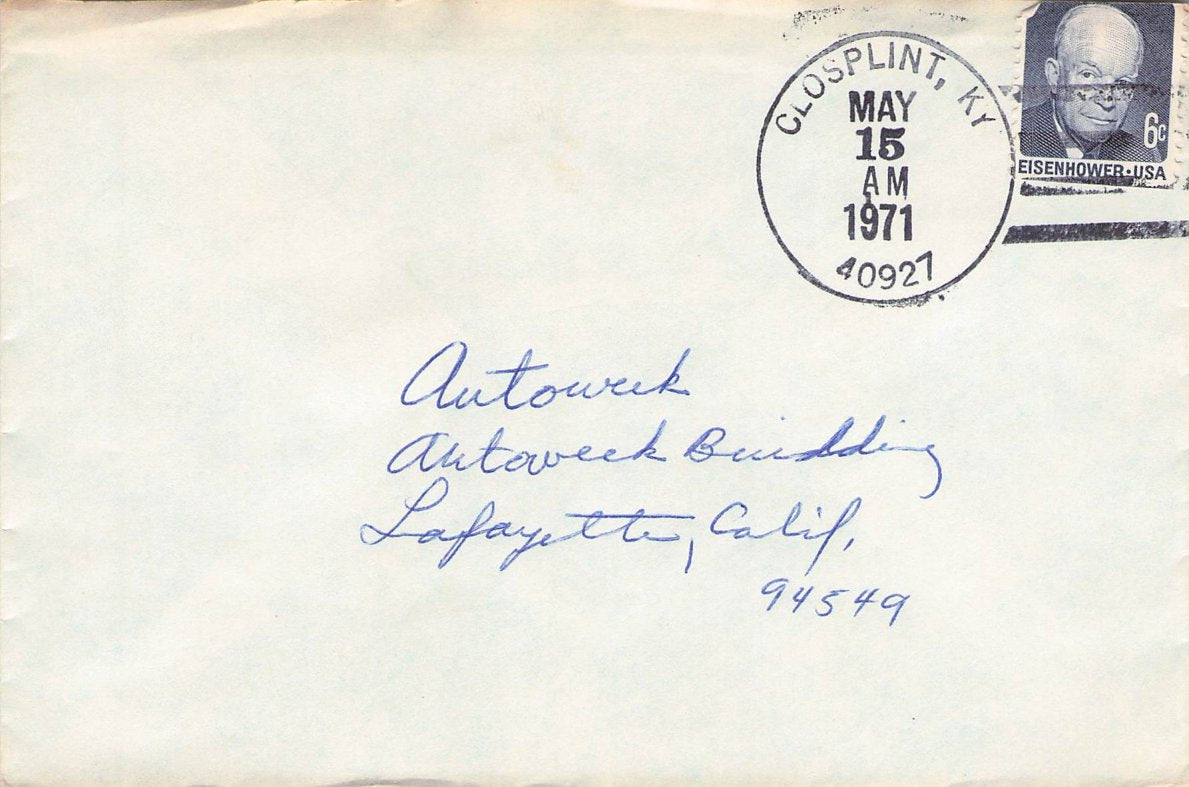 CLOSPLINT, KY
MAY
15
AM
1971
40927
6c
EISENHOWER·USA
Autoweek
Autoweek Building
Lafayette, Calif,
94549